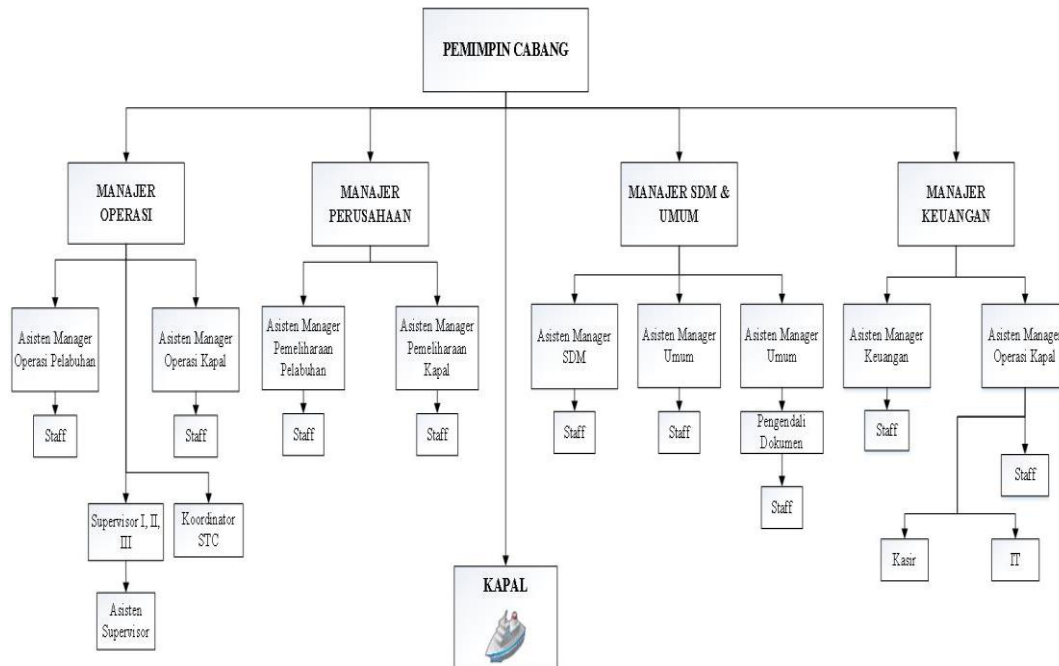 PEMIMPIN CABANG
MANAJER
OPERASI
MANAJER
PERUSAHAAN
MANAJER SDM &
UMUM
MANAJER
KEUANGAN
Asisten Manager
Operasi Pelabuhan
Asisten Manager
Operasi Kapal
Asisten Manager
Pemeliharaan
Pelabuhan
Asisten Manager
Pemeliharaan
Kapal
Asisten Manager
SDM
Asisten Manager
Umum
Asisten Manager
Umum
Asisten Manager
Keuangan
Asisten Manager
Operasi Kapal
Staff
Staff
Staff
Staff
Staff
Staff
Pengendali
Dokumen
Staff
Staff
Staff
Supervisor I, II,
III
Koordinator
STC
Kasir
IT
Asisten
Supervisor
KAPAL